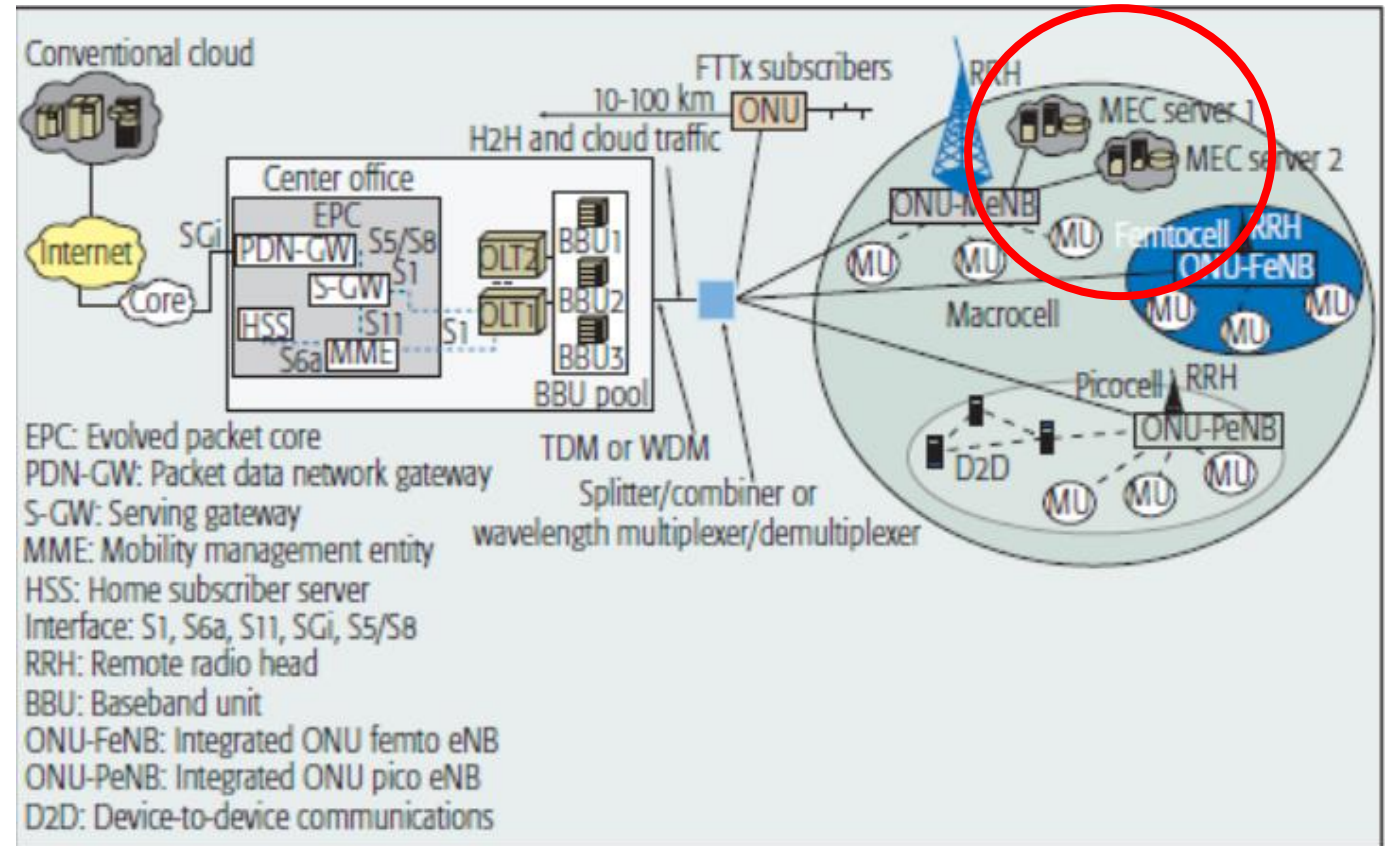 Conventional cloud
FTTx subscribers
RRH
10-100 km
ONU
MEC server 1
H2H and cloud traffic
MEC server 2
Center office
EPC
ONU-MeNB
SGi
PDN-GW
S5/S8
OLT2
BBU1
MU
MU
MU
Femtocell
RRH
Internet
S1
ONU-FeNB
S-GW
Core
OLT1
BBU2
HSS
S11
S1
Macrocell
MU
MU
MU
S6a
MME
BBU3
BBU pool
Picocell
RRH
EPC: Evolved packet core
TDM or WDM
ONU-PeNB
PDN-GW: Packet data network gateway
D2D
MU
MU
MU
Splitter/combiner or
wavelength multiplexer/demultiplexer
S-GW: Serving gateway
MME: Mobility management entity
HSS: Home subscriber server
Interface: S1, S6a, S11, SGi, S5/S8
RRH: Remote radio head
BBU: Baseband unit
ONU-FeNB: Integrated ONU femto eNB
ONU-PeNB: Integrated ONU pico eNB
D2D: Device-to-device communications